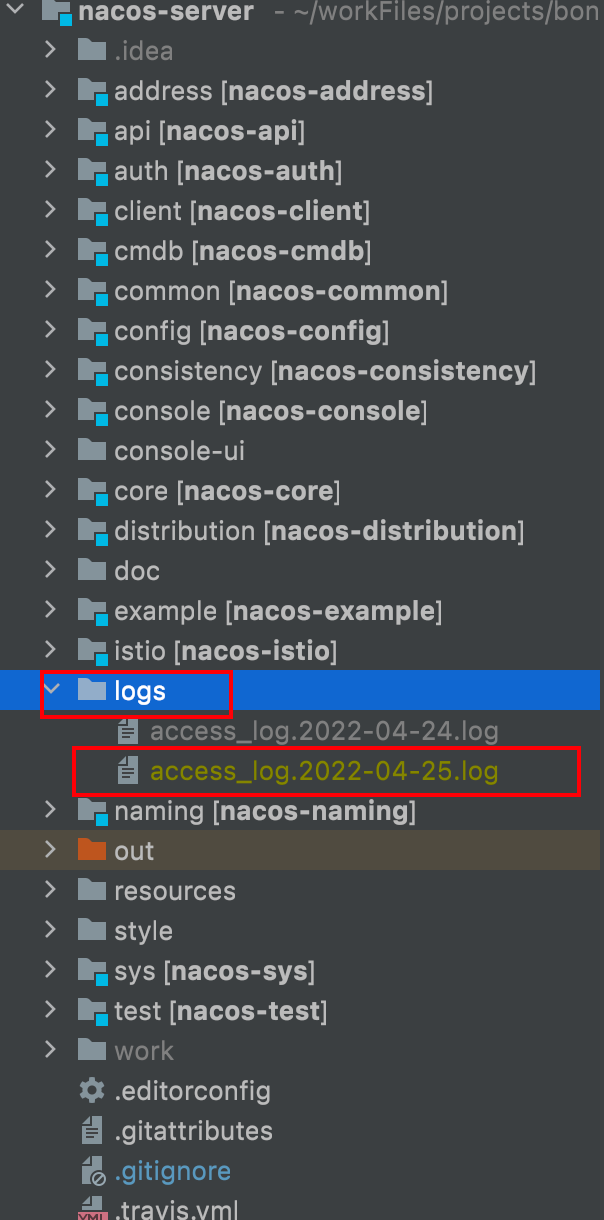 nacos-server - ~/workFiles/projects/bon
.idea
address [nacos-address]
api [nacos-api]
auth [nacos-auth]
client [nacos-client]
cmdb [nacos-cmdb]
common [nacos-common]
config [nacos-config]
consistency [nacos-consistency]
console [nacos-console]
console-ui
core [nacos-core]
distribution [nacos-distribution]
doc
example [nacos-example]
istio [nacos-istio]
logs
access_log.2022-04-24.log
access_log.2022-04-25.log
naming [nacos-naming]
out
resources
style
sys [nacos-sys]
test [nacos-test]
work
.editorconfig
.gitattributes
.gitignore
.travis.yml